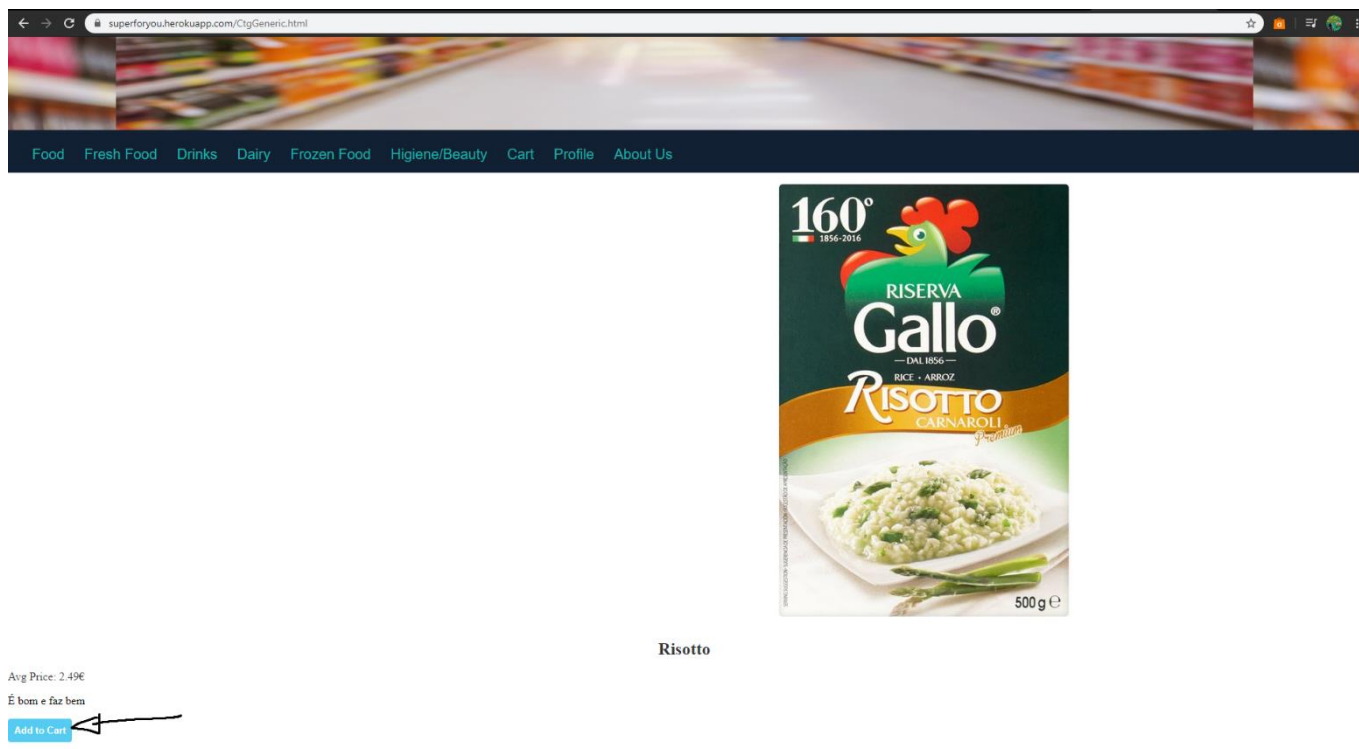 superforyou.herokuapp.com/CtgGeneric.html
Food Fresh Food Drinks Dairy Frozen Food Higiene/Beauty Cart Profile About Us
160º
1856-2016
RISERVA
Gallo®
DAL 1856
RICE • ARROZ
RISOTTO
CARNAROLI
Premium
500 g ℮
Risotto
Avg Price: 2.49€
É bom e faz bem
Add to Cart